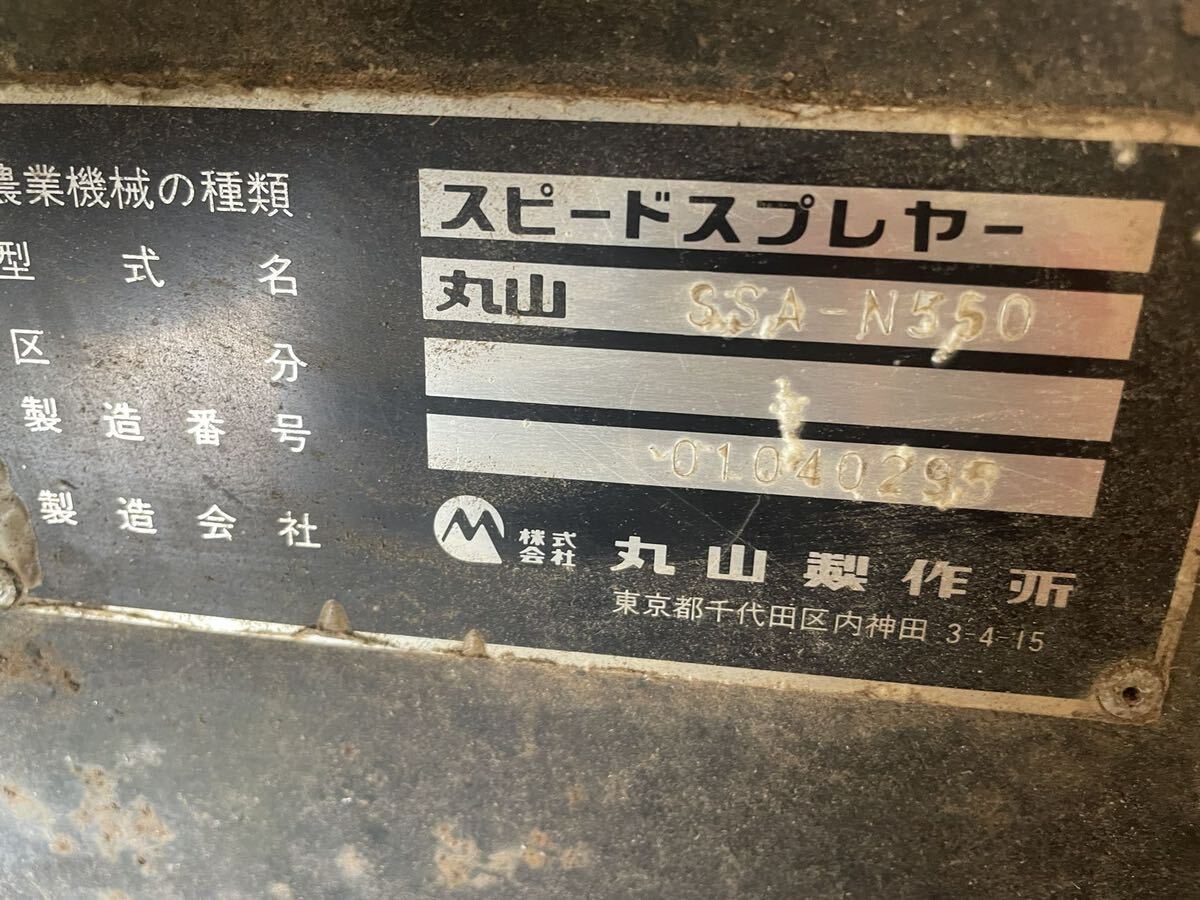 農業機械の種類 スピードスプレヤー
型式名 丸山 SSA-N550
区分
製造番号 01040298
製造会社 株式会社 丸山製作所
東京都千代田区内神田 3-4-15